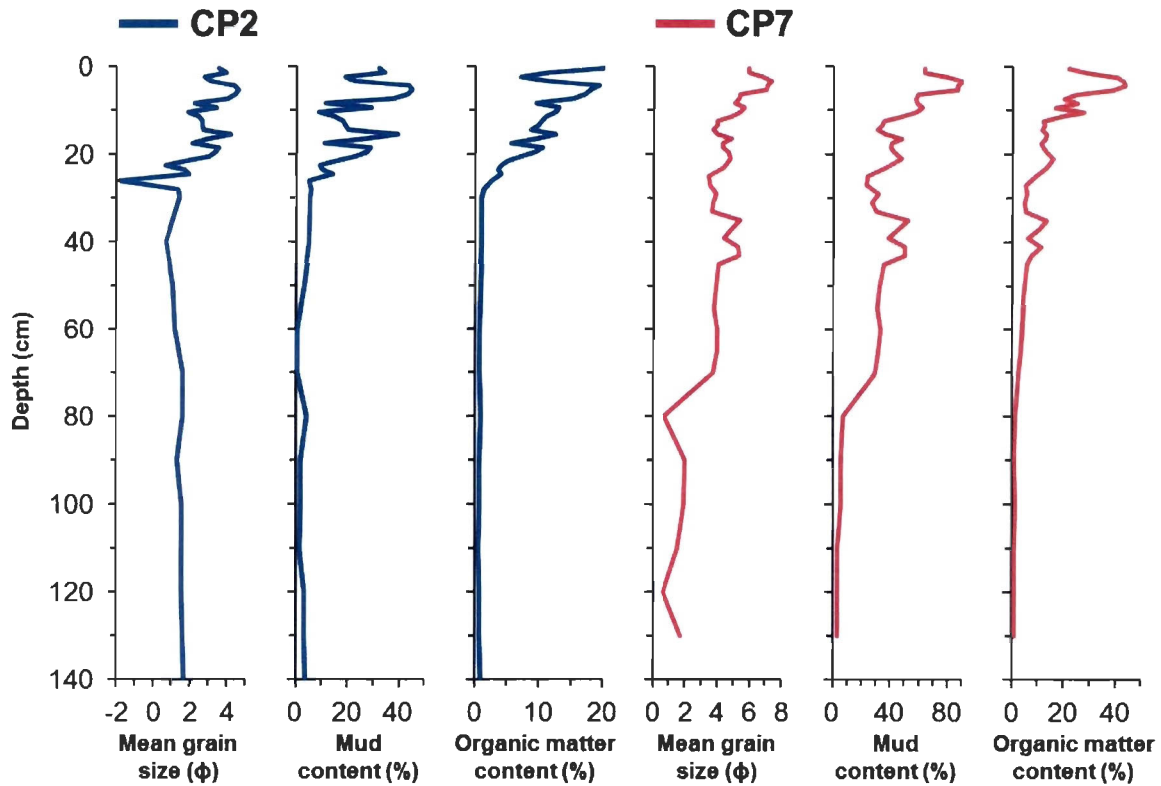 CP2 CP7
Depth (cm)
0
20
40
60
80
100
120
140
-2 0 2 4
0 20 40
0 10 20
0 2 4 6 8
0 40 80
0 20 40
Mean grain
size (ϕ)
Mud
content (%)
Organic matter
content (%)
Mean grain
size (ϕ)
Mud
content (%)
Organic matter
content (%)